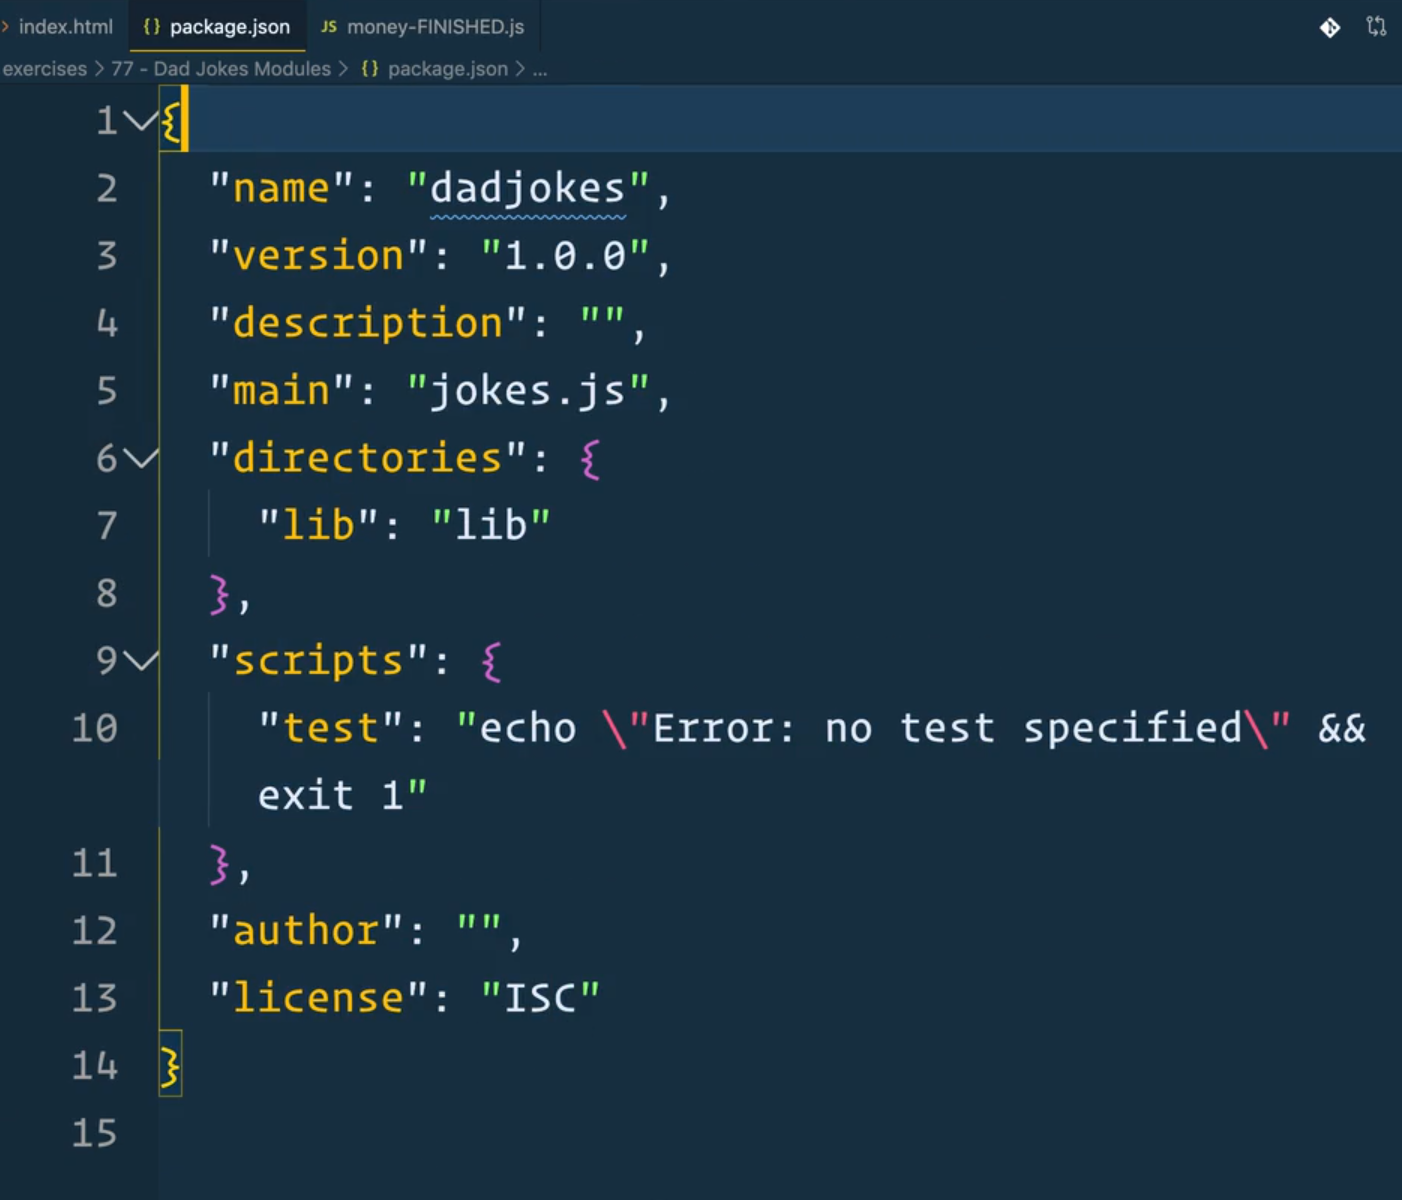 index.html {} package.json JS money-FINISHED.js
exercises > 77 - Dad Jokes Modules > {} package.json > ...
1 {
2 "name": "dadjokes",
3 "version": "1.0.0",
4 "description": "",
5 "main": "jokes.js",
6 "directories": {
7 "lib": "lib"
8 },
9 "scripts": {
10 "test": "echo \"Error: no test specified\" &&
exit 1"
11 },
12 "author": "",
13 "license": "ISC"
14 }
15